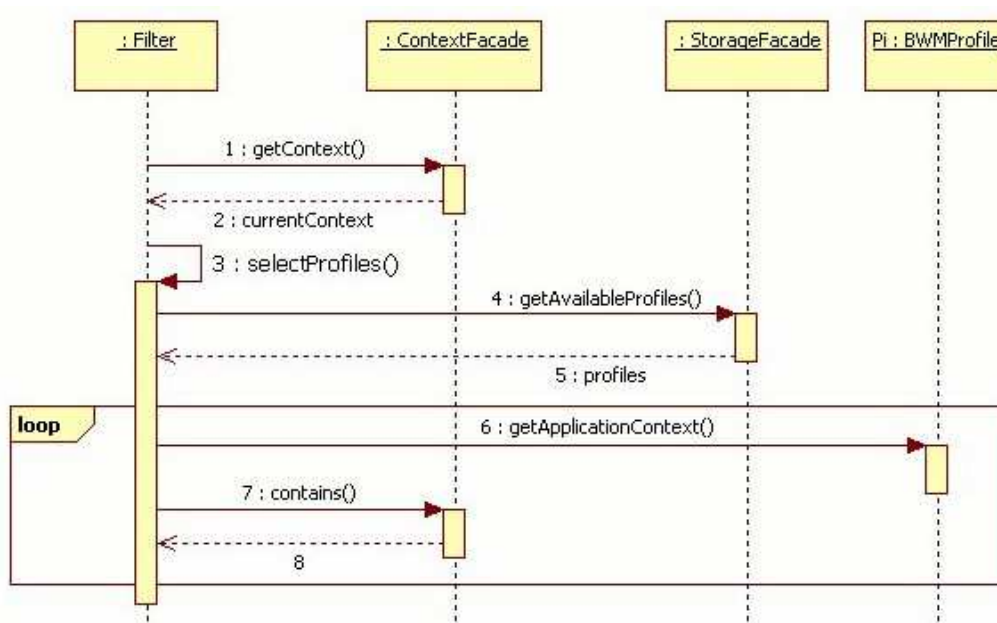 : Filter
: ContextFacade
: StorageFacade
Pi : BWMProfile
1 : getContext()
2 : currentContext
3 : selectProfiles()
4 : getAvailableProfiles()
5 : profiles
loop
6 : getApplicationContext()
7 : contains()
8